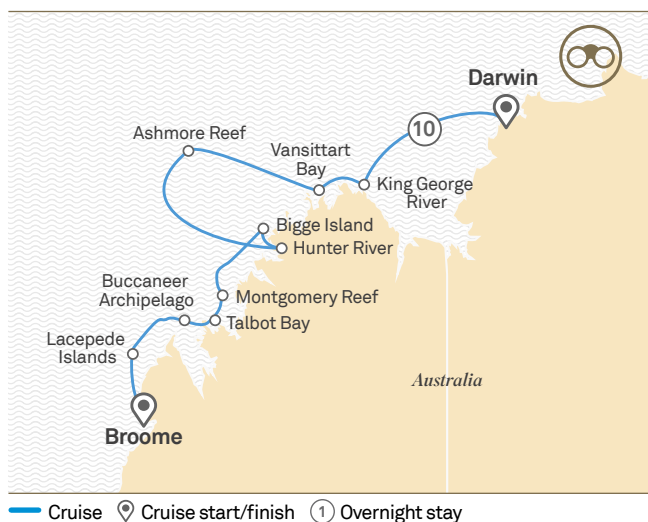 Darwin
10
Ashmore Reef
Vansittart
Bay
King George
River
Bigge Island
Hunter River
Buccaneer
Archipelago
Montgomery Reef
Talbot Bay
Lacepede
Islands
Australia
Broome
Cruise
Cruise start/finish
1
Overnight stay